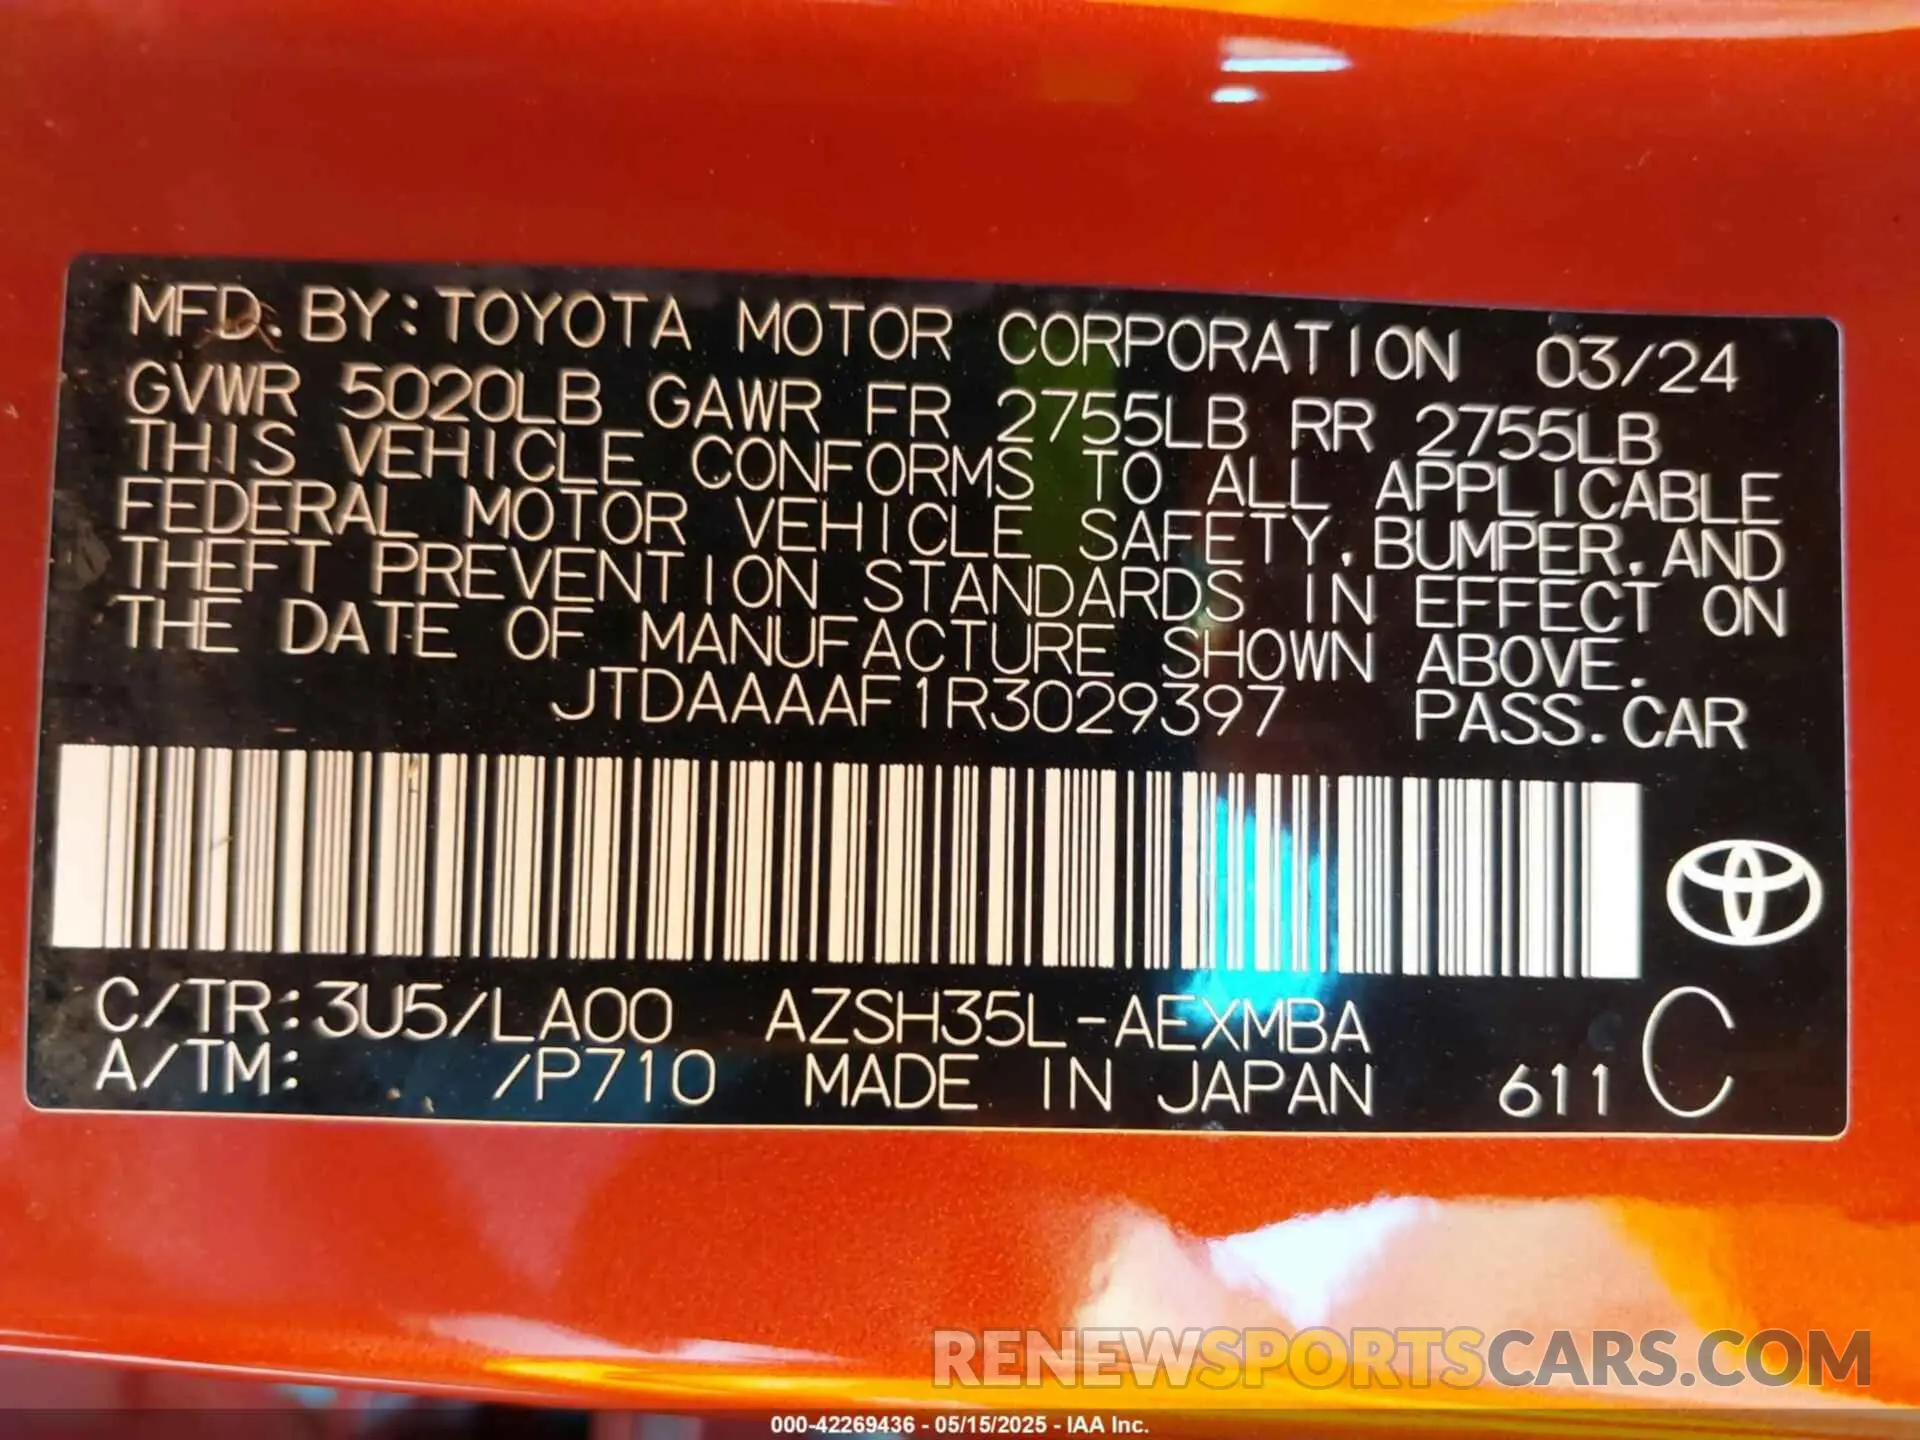 MFD. BY: TOYOTA MOTOR CORPORATION 03/24
GVWR 5020LB GAWR FR 2755LB RR 2755LB
THIS VEHICLE CONFORMS TO ALL APPLICABLE
FEDERAL MOTOR VEHICLE SAFETY, BUMPER, AND
THEFT PREVENTION STANDARDS IN EFFECT ON
THE DATE OF MANUFACTURE SHOWN ABOVE.
JTDAAAAAF1R3029397 PASS. CAR
C/TR: 3U5/LA00 AZSH35L-AEXMBA
A/TM: /P710 MADE IN JAPAN 611 C
RENEWSPORTSCARS.COM
000-42269436 - 05/15/2025 - IAA Inc.